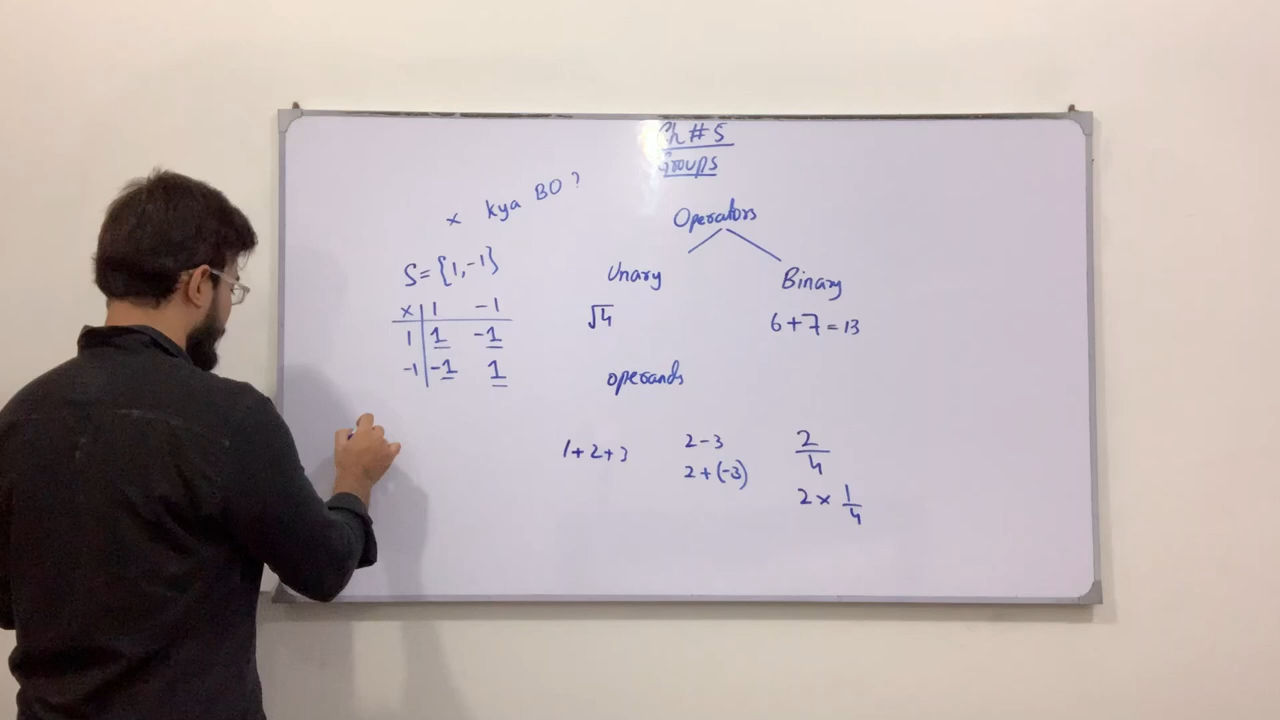 Ch # 5
Groups
x kya BO ?
Operators
S = {1, -1}
Unary
Binary
x 1 -1
1 1 -1
-1 -1 1
√4
6 + 7 = 13
operands
1 + 2 + 3
2 - 3
2 + (-3)
2/4
2 x 1/4